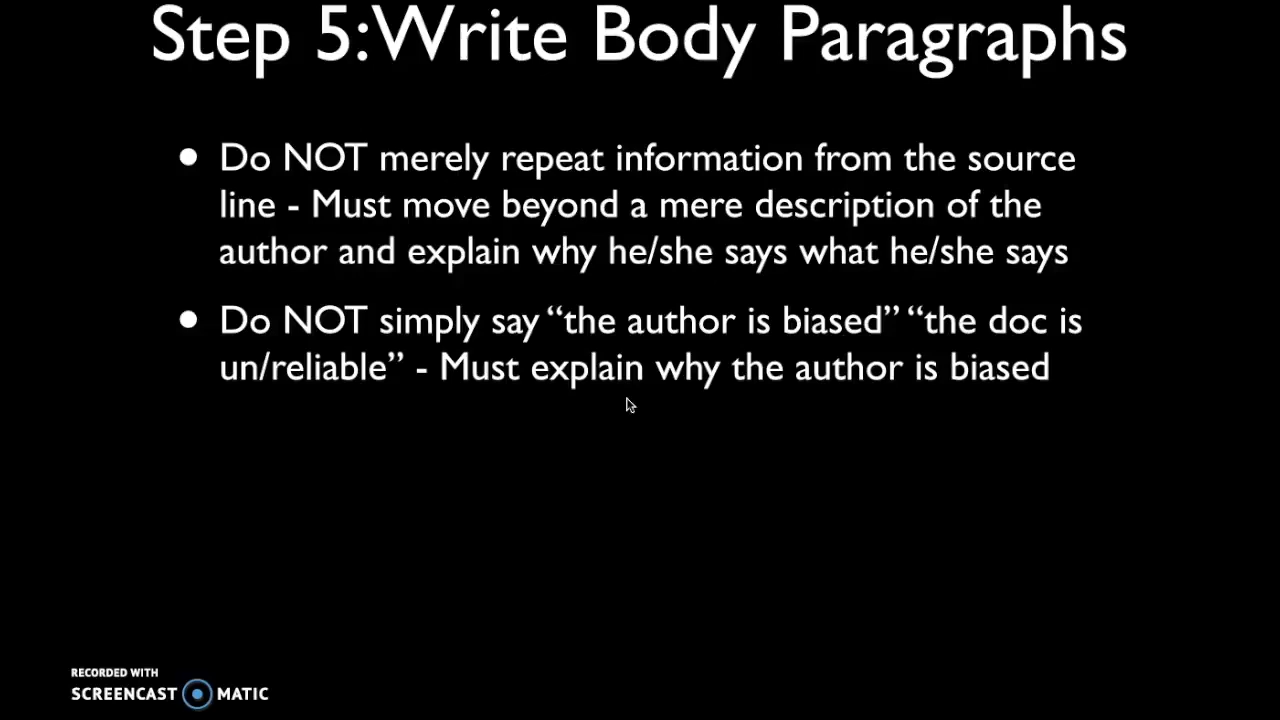 Step 5:Write Body Paragraphs
• Do NOT merely repeat information from the source
line - Must move beyond a mere description of the
author and explain why he/she says what he/she says
• Do NOT simply say “the author is biased” “the doc is
un/reliable” - Must explain why the author is biased
RECORDED WITH
SCREENCAST MATIC